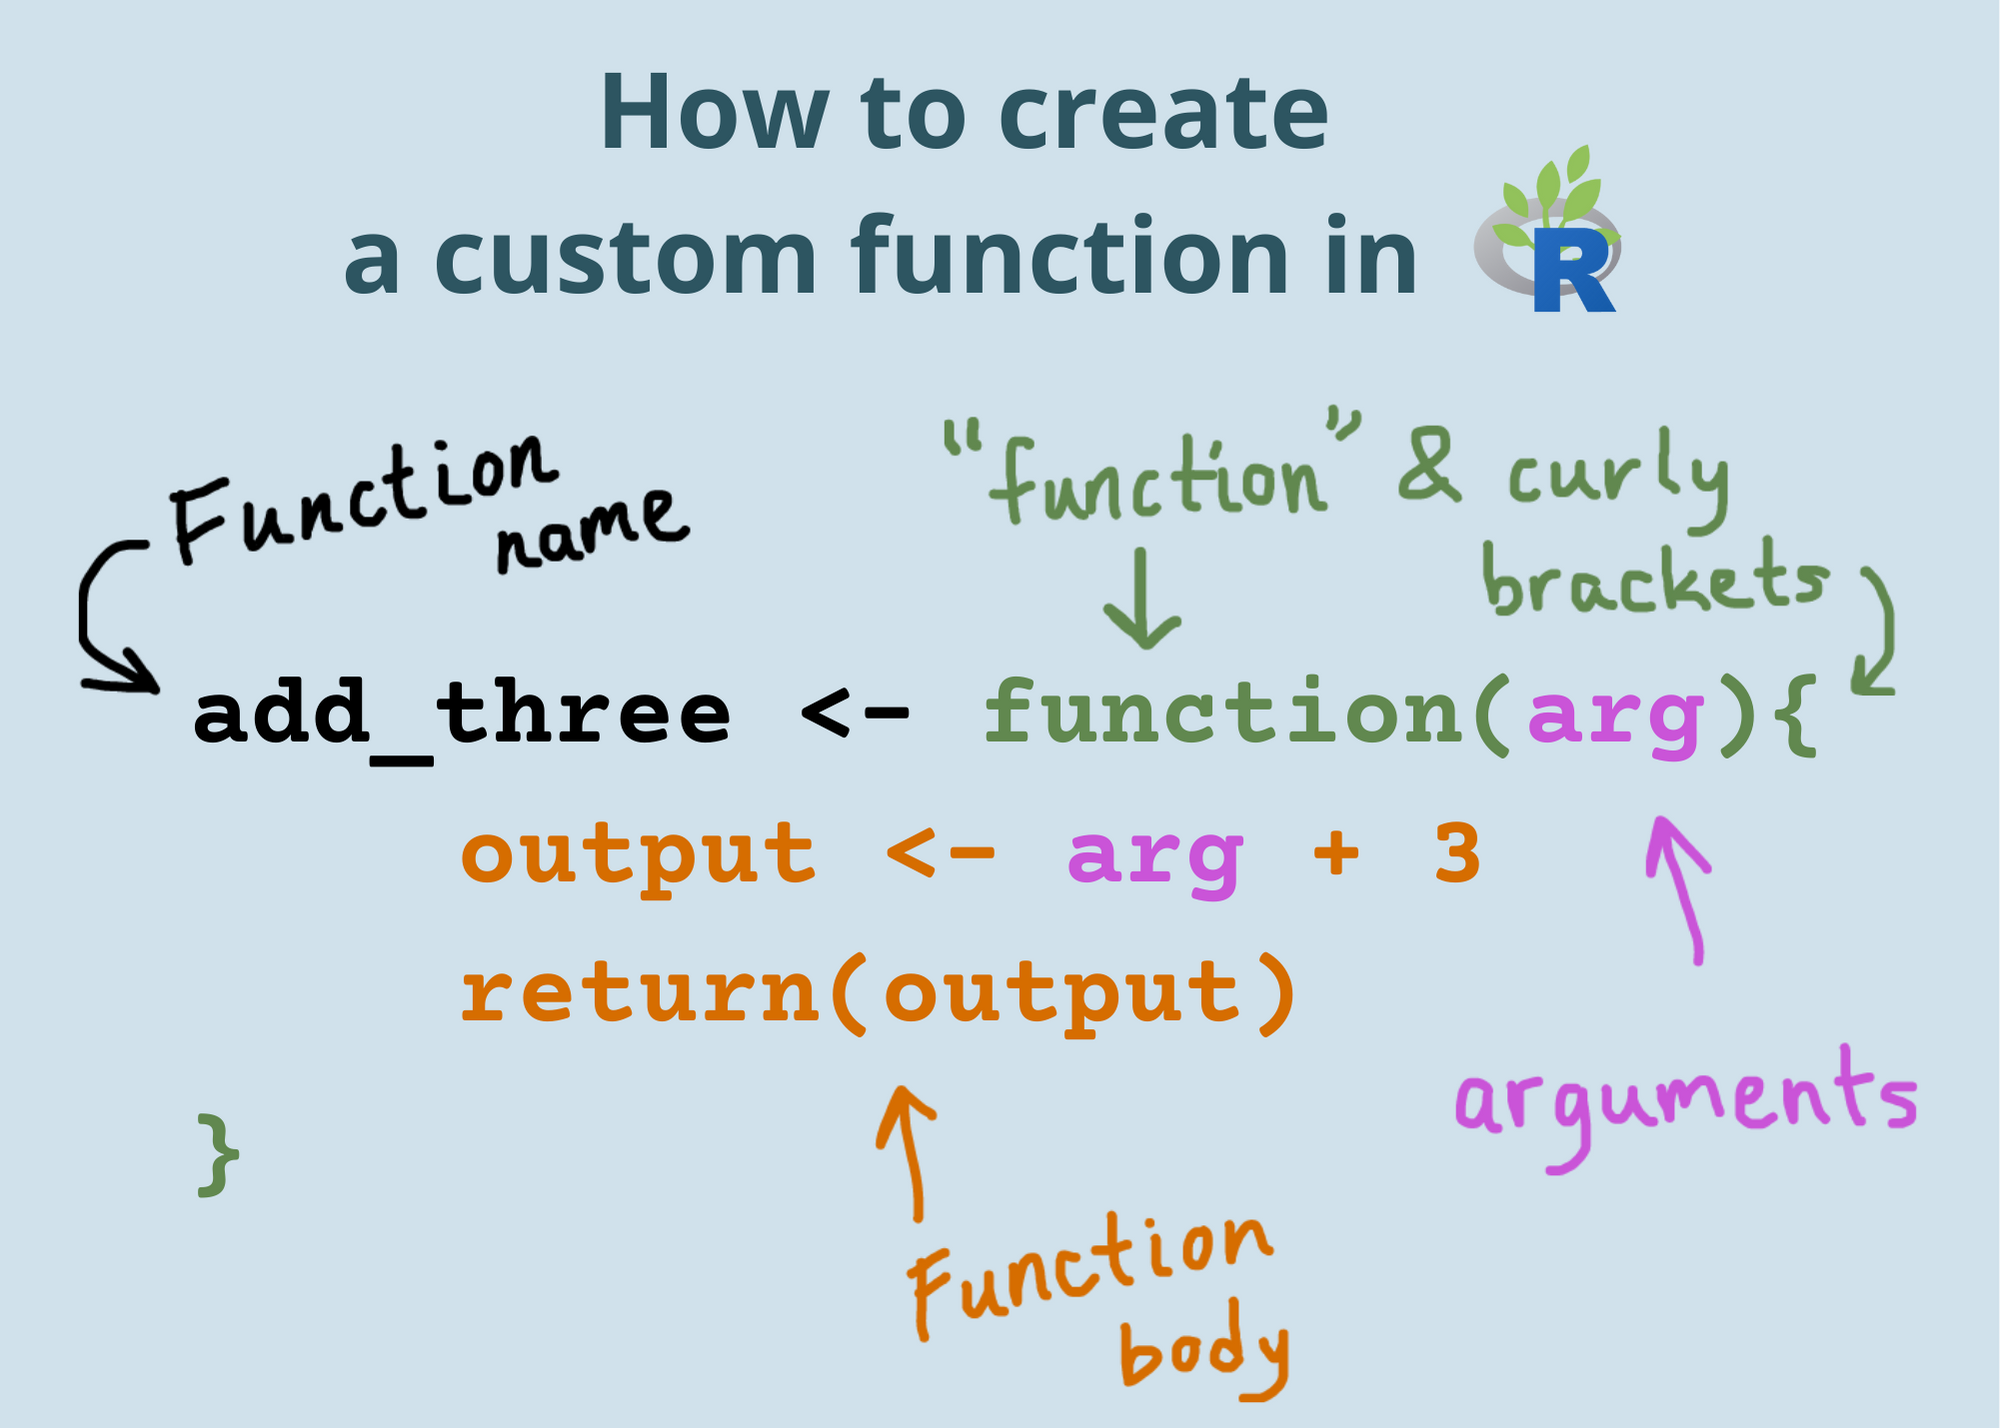 How to create
a custom function in R
Function
name
"function" & curly
brackets
add_three <- function(arg){
output <- arg + 3
return(output)
}
arguments
Function
body